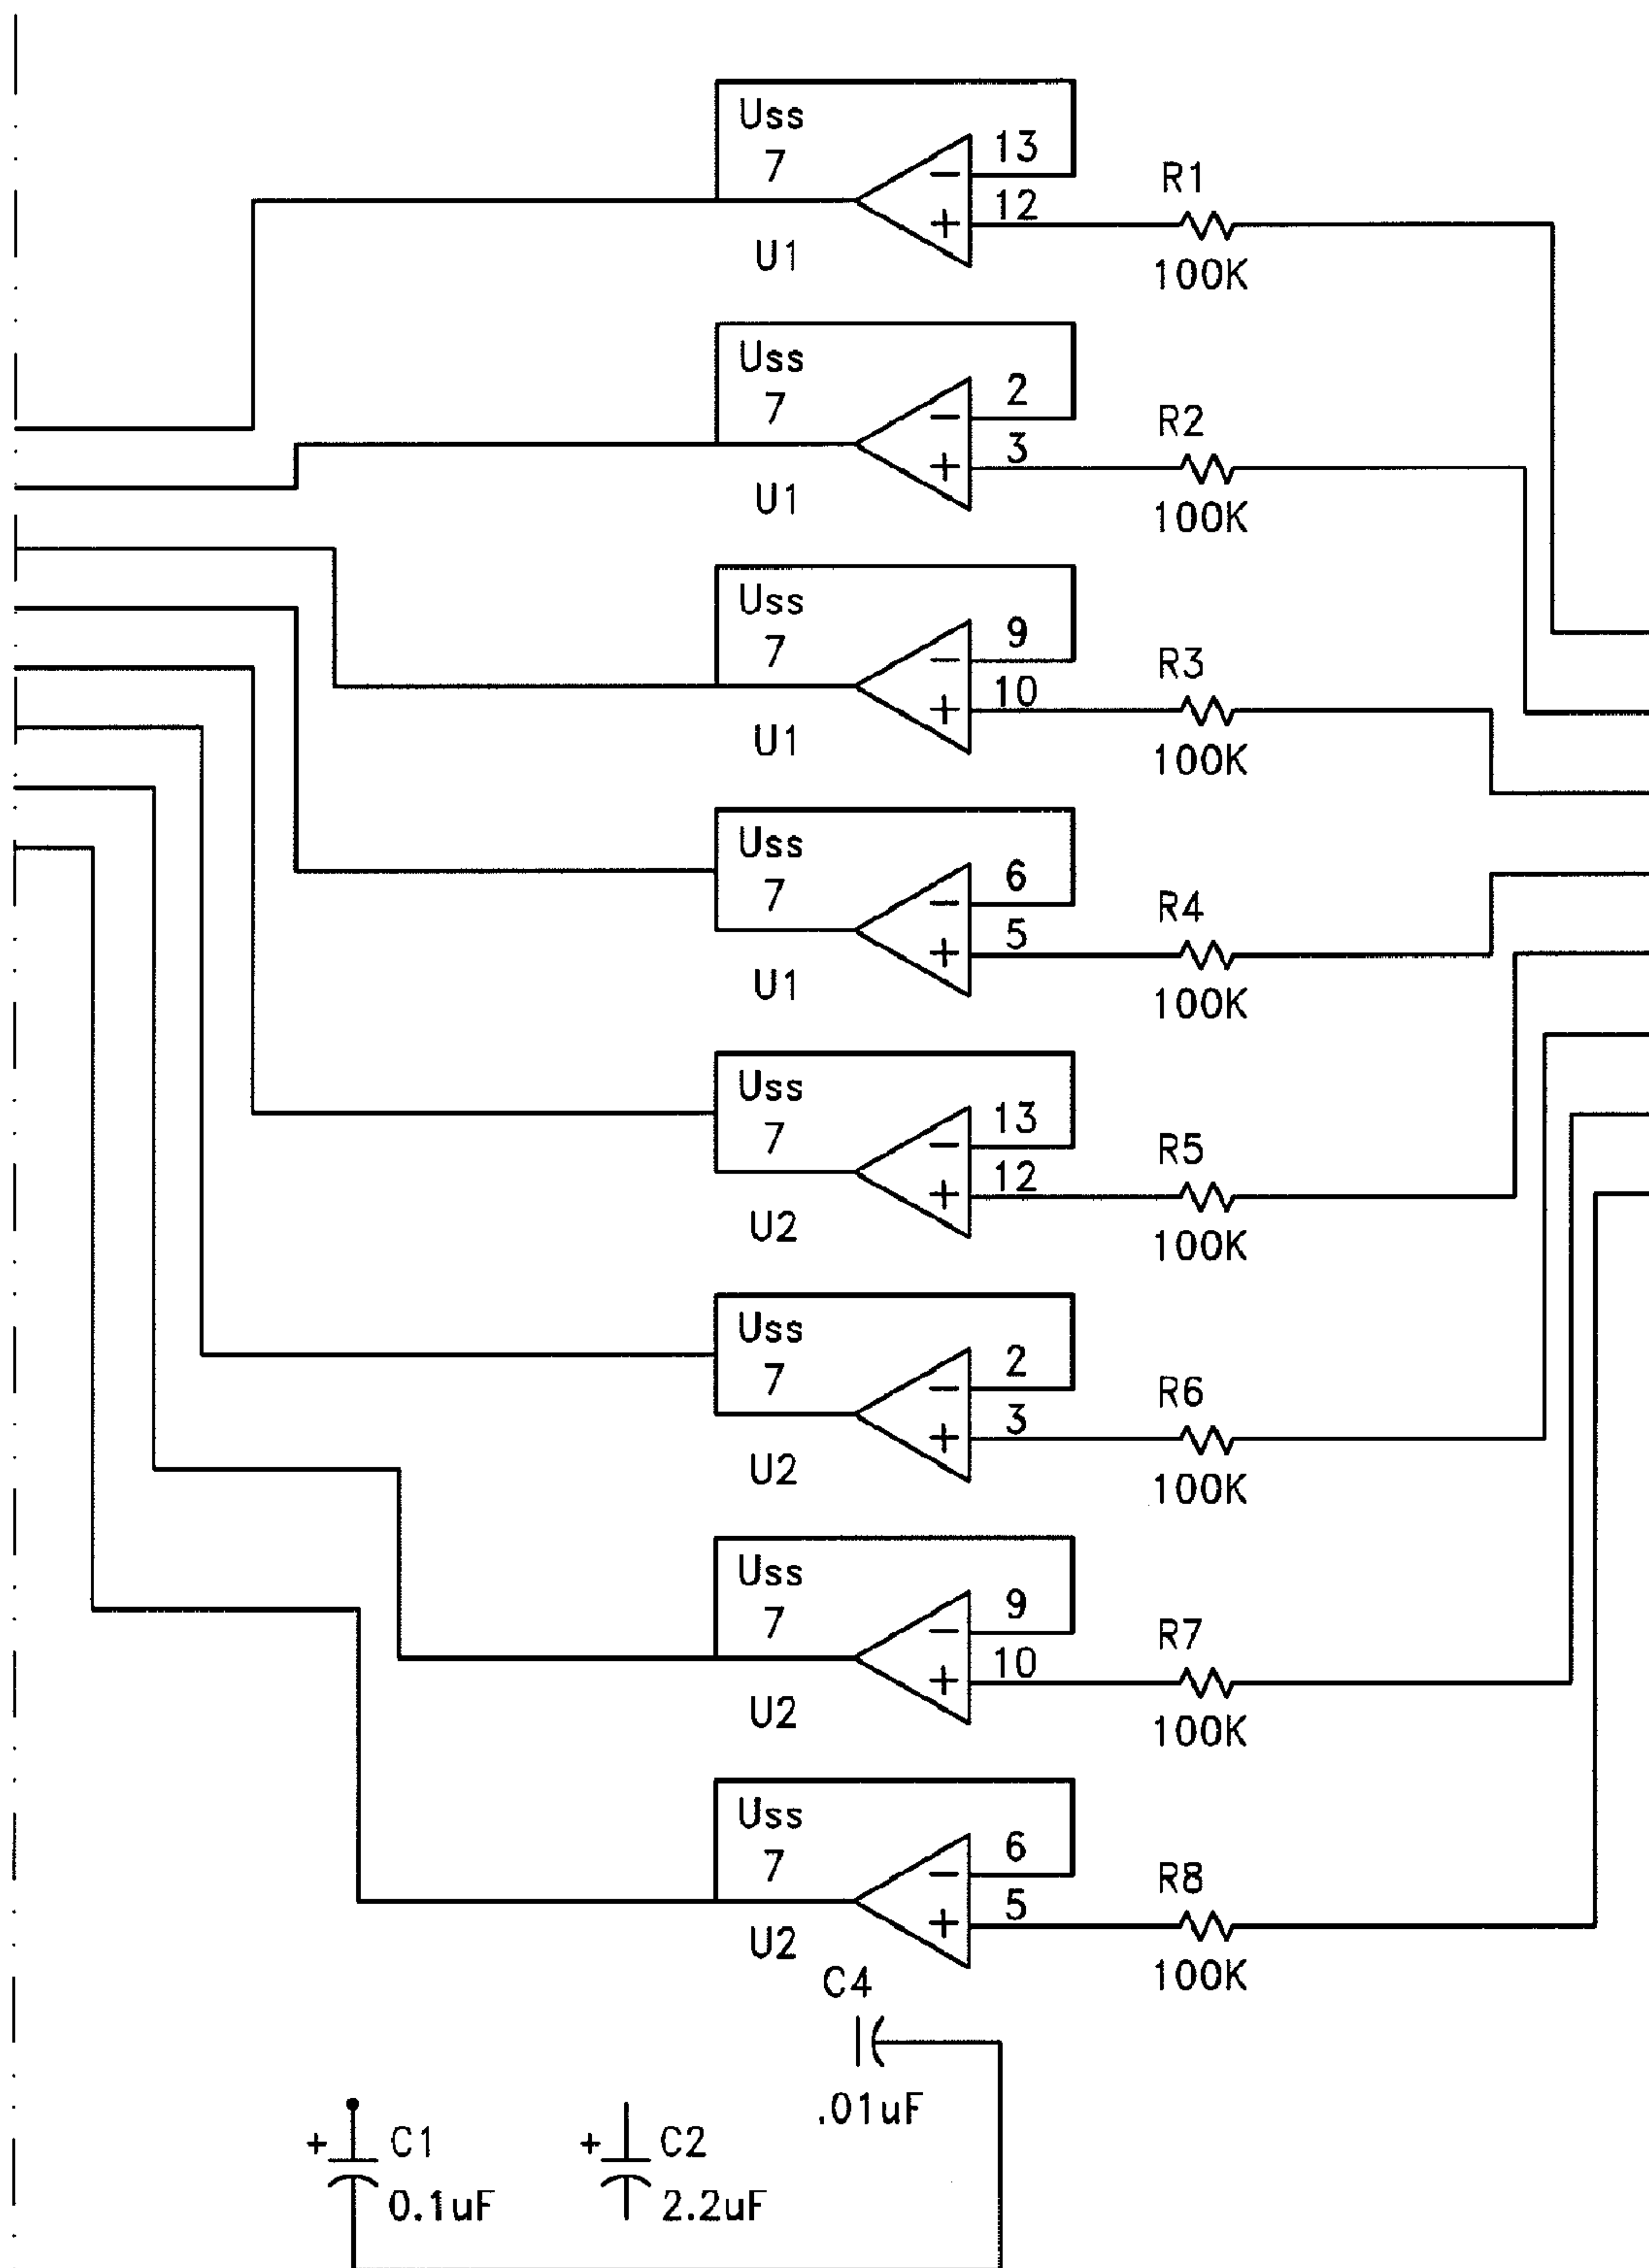 Uss
7
− 13
+ 12
U1
R1
100K
Uss
7
− 2
+ 3
U1
R2
100K
Uss
7
− 9
+ 10
U1
R3
100K
Uss
7
− 6
+ 5
U1
R4
100K
Uss
7
− 13
+ 12
U2
R5
100K
Uss
7
− 2
+ 3
U2
R6
100K
Uss
7
− 9
+ 10
U2
R7
100K
Uss
7
− 6
+ 5
U2
R8
100K
C4
.01uF
+ C1
0.1uF
+ C2
2.2uF